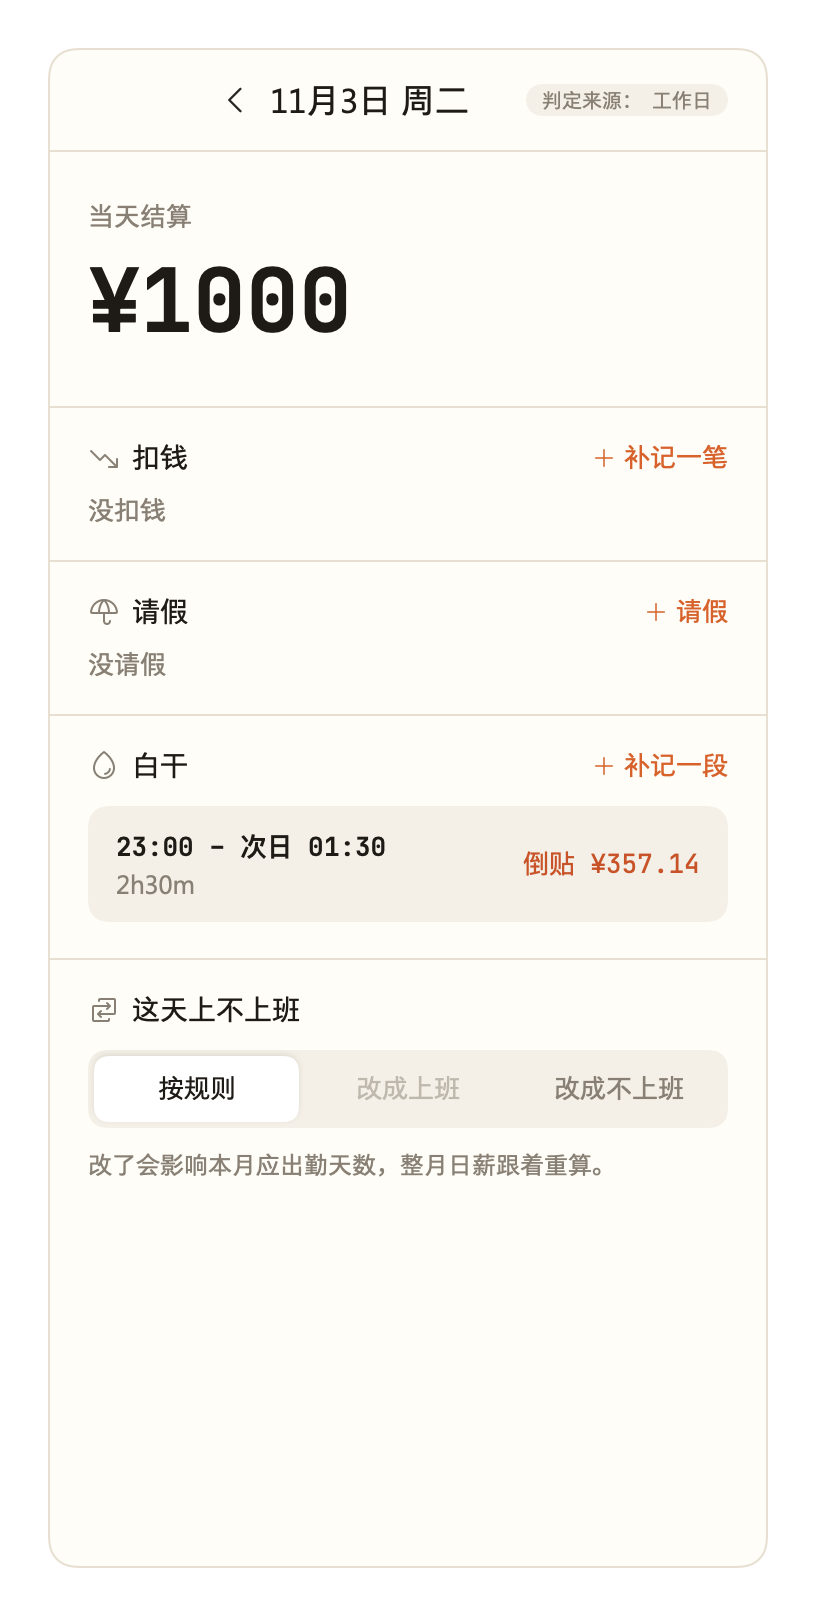 11月3日 周二
判定来源： 工作日
当天结算
¥1000
扣钱
＋ 补记一笔
没扣钱
请假
＋ 请假
没请假
白干
＋ 补记一段
23:00 – 次日 01:30
2h30m
倒贴 ¥357.14
这天上不上班
按规则
改成上班
改成不上班
改了会影响本月应出勤天数，整月日薪跟着重算。